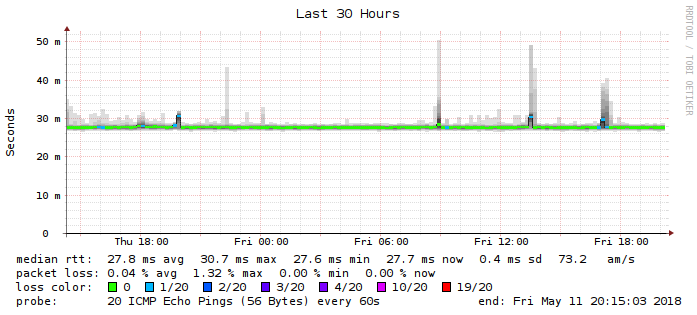 Last 30 Hours
RRDTOOL / TOBI OETIKER
Seconds
50 m
40 m
30 m
20 m
10 m
0
Thu 18:00 Fri 00:00 Fri 06:00 Fri 12:00 Fri 18:00
median rtt: 27.8 ms avg 30.7 ms max 27.6 ms min 27.7 ms now 0.4 ms sd 73.2 am/s
packet loss: 0.04 % avg 1.32 % max 0.00 % min 0.00 % now
loss color: 0 1/20 2/20 3/20 4/20 10/20 19/20
probe: 20 ICMP Echo Pings (56 Bytes) every 60s end: Fri May 11 20:15:03 2018